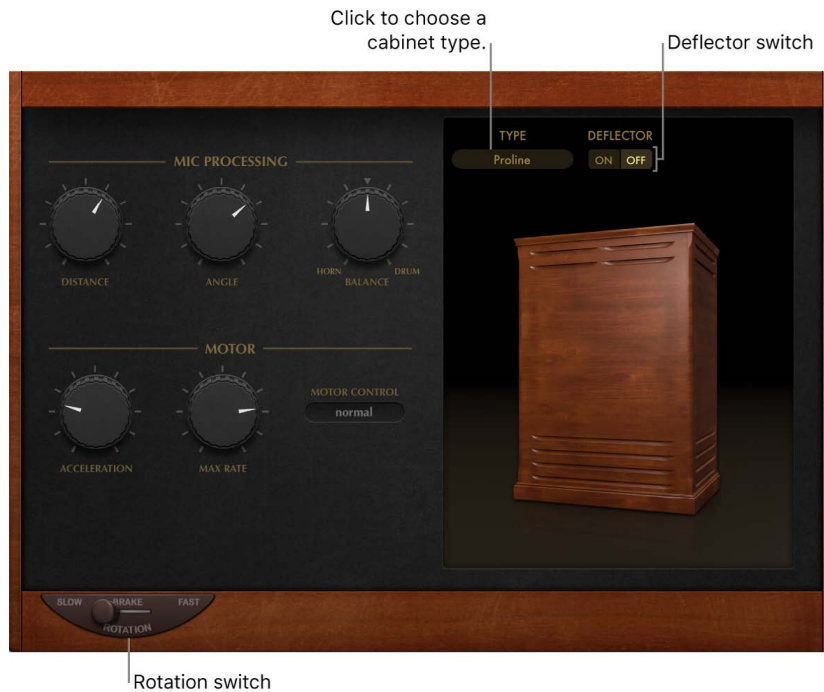 Click to choose a
cabinet type.
Deflector switch
TYPE
DEFLECTOR
Proline
ON OFF
MIC PROCESSING
DISTANCE
ANGLE
HORN
DRUM
BALANCE
MOTOR
MOTOR CONTROL
normal
ACCELERATION
MAX RATE
SLOW
BRAKE
FAST
ROTATION
Rotation switch